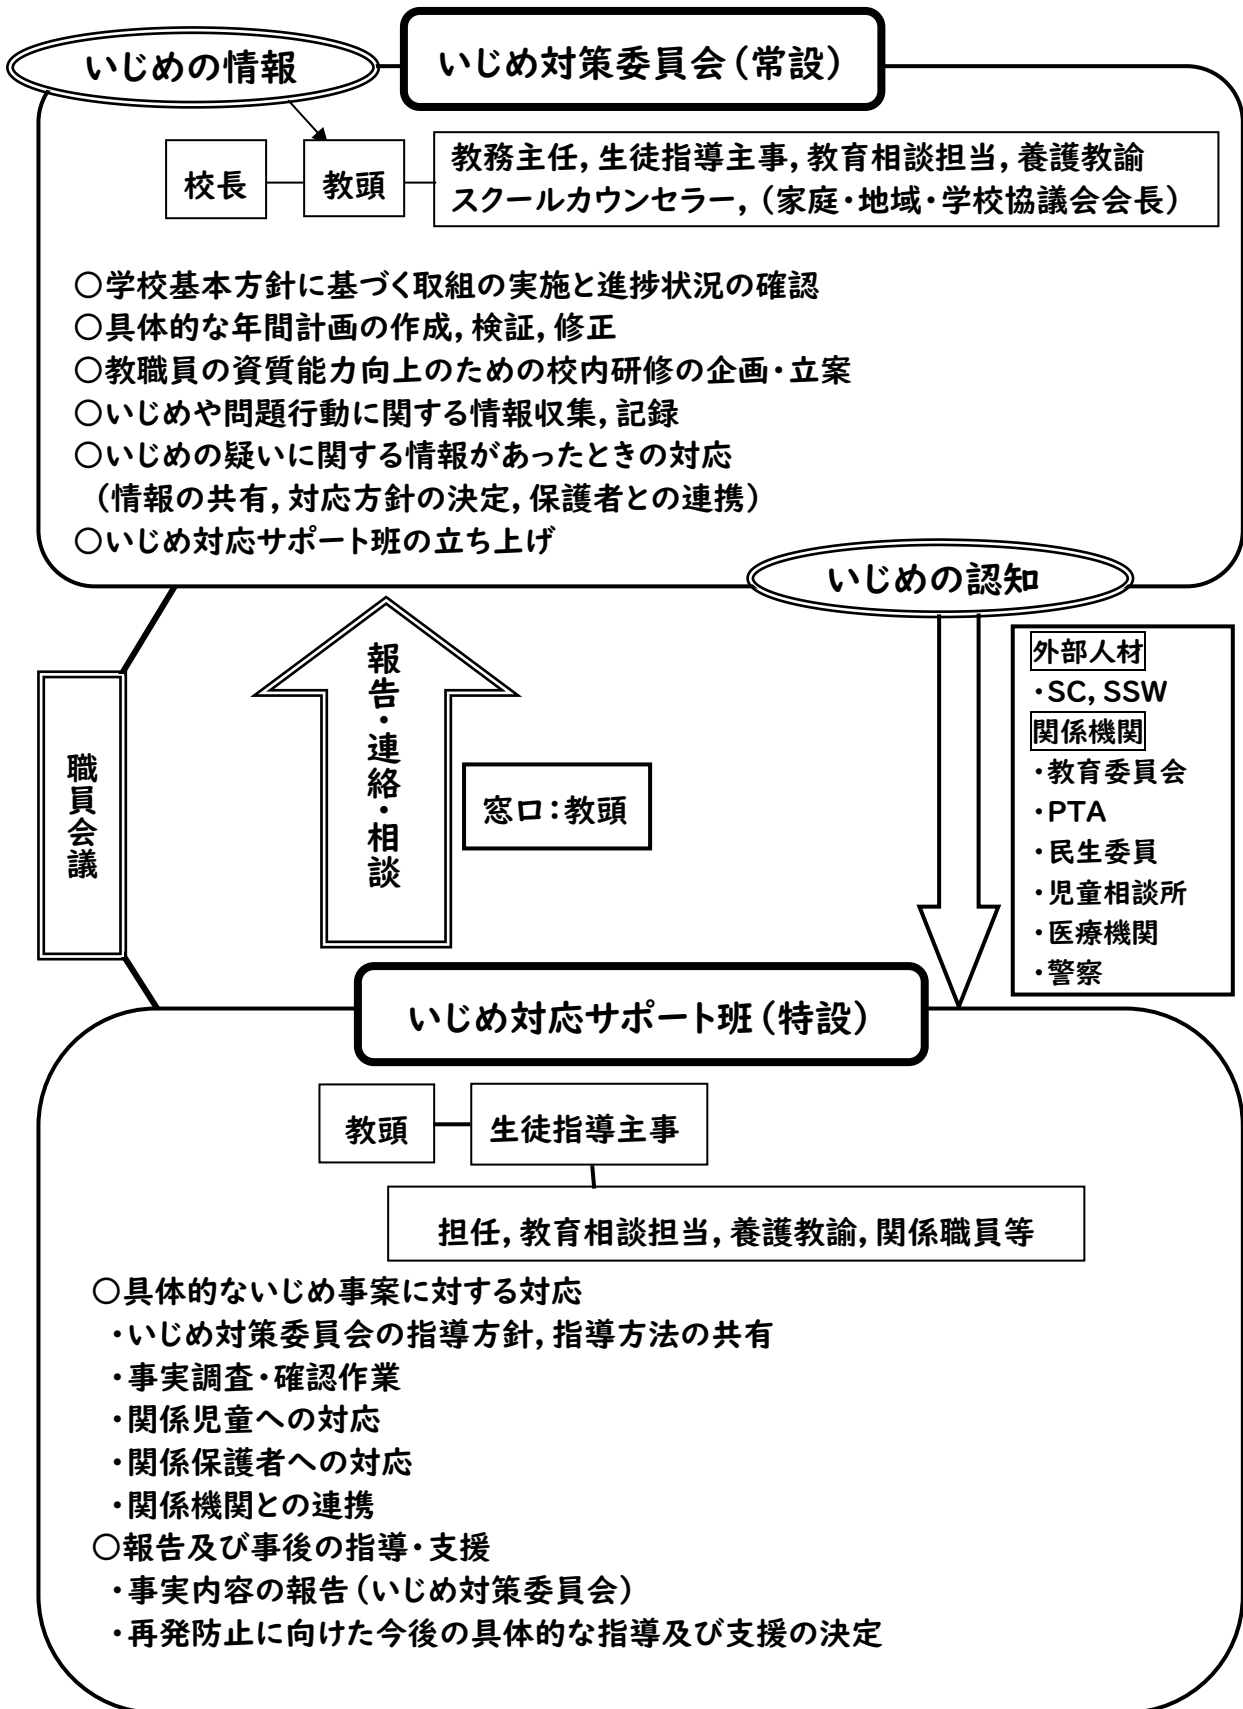 いじめの情報
いじめ対策委員会（常設）
校長
教頭
教務主任，生徒指導主事，教育相談担当，養護教諭
スクールカウンセラー，（家庭・地域・学校協議会会長）
○学校基本方針に基づく取組の実施と進捗状況の確認
○具体的な年間計画の作成，検証，修正
○教職員の資質能力向上のための校内研修の企画・立案
○いじめや問題行動に関する情報収集，記録
○いじめの疑いに関する情報があったときの対応
（情報の共有，対応方針の決定，保護者との連携）
○いじめ対応サポート班の立ち上げ
いじめの認知
職員会議
報告・連絡・相談
窓口：教頭
外部人材
・SC，SSW
関係機関
・教育委員会
・PTA
・民生委員
・児童相談所
・医療機関
・警察
いじめ対応サポート班（特設）
教頭
生徒指導主事
担任，教育相談担当，養護教諭，関係職員等
○具体的ないじめ事案に対する対応
・いじめ対策委員会の指導方針，指導方法の共有
・事実調査・確認作業
・関係児童への対応
・関係保護者への対応
・関係機関との連携
○報告及び事後の指導・支援
・事実内容の報告（いじめ対策委員会）
・再発防止に向けた今後の具体的な指導及び支援の決定